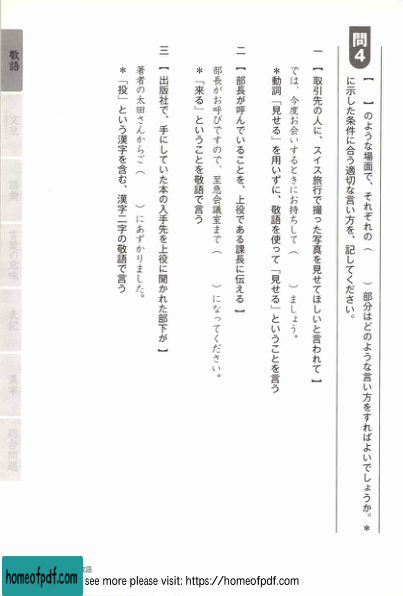 問4
【　】のような場面で、それぞれの（　　）部分はどのような言い方をすればよいでしょうか。＊
に示した条件に合う適切な言い方を、記してください。
一 【 取引先の人に、スイス旅行で撮った写真を見せてほしいと言われて 】
では、今度お会いするときにお持ちして（　　）ましょう。
＊動詞「見せる」を用いずに、敬語を使って「見せる」ということを言う
二 【 部長が呼んでいることを、上役である課長に伝える 】
部長がお呼びですので、至急会議室まで（　　）になってください。
＊「来る」ということを敬語で言う
三 【 出版社で、手にしていた本の入手先を上役に聞かれた部下が 】
著者の太田さんからご（　　）にあずかりました。
＊「投」という漢字を含む、漢字二字の敬語で言う
敬語
文法
語彙
言葉の意味
表記
漢字
総合問題
homeofpdf.com
see more please visit: https://homeofpdf.com